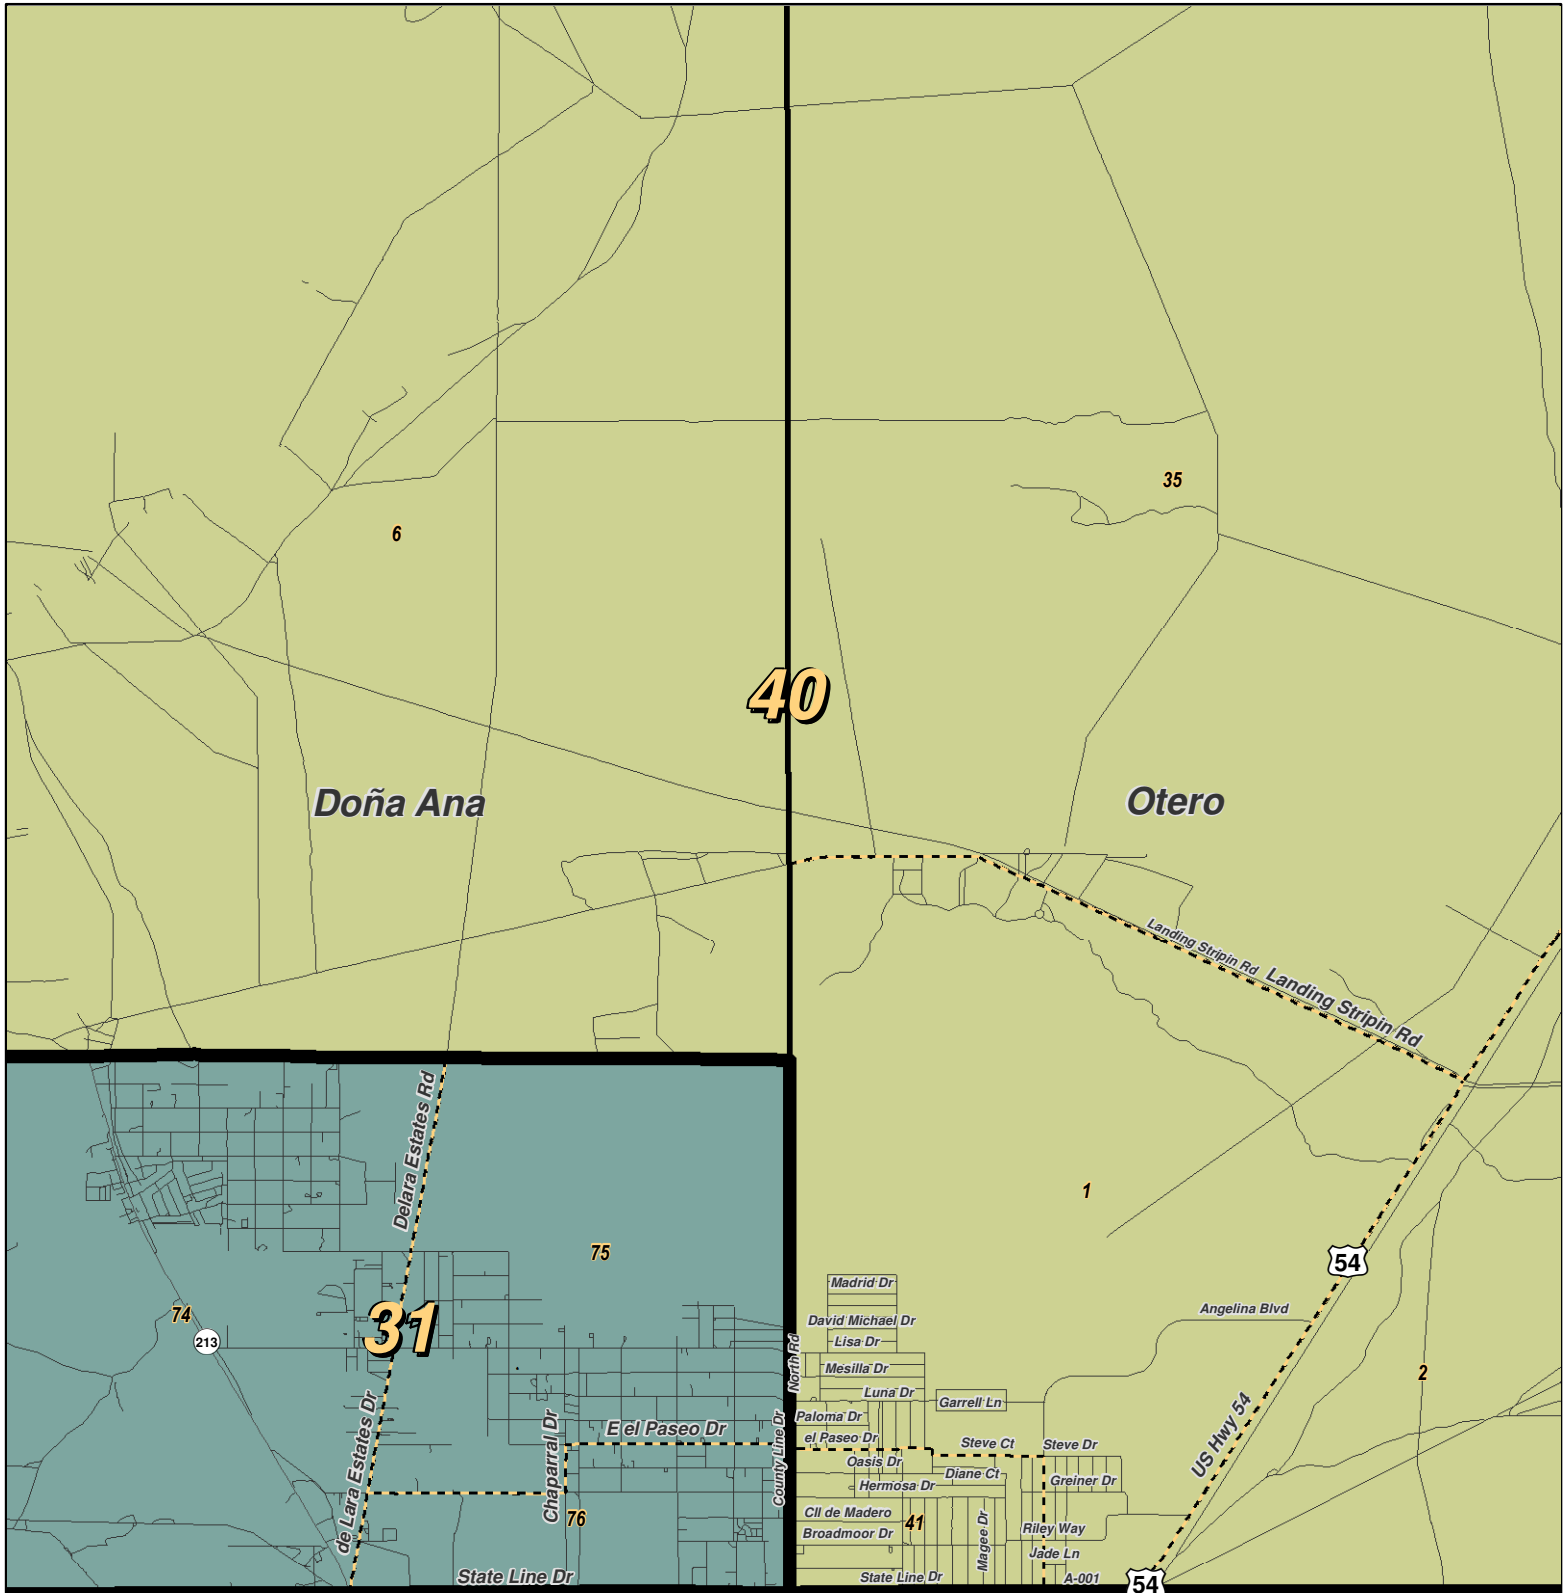 35
6
40
Doña Ana
Otero
Landing Stripin Rd
Landing Stripin Rd
Delara Estates Rd
1
75
54
Madrid Dr
74
31
213
Angelina Blvd
David Michael Dr
Lisa Dr
North Rd
Mesilla Dr
2
Luna Dr
Garrell Ln
Paloma Dr
de Lara Estates Dr
Chaparral Dr
E el Paseo Dr
County Line Dr
el Paseo Dr
Steve Ct
Steve Dr
US Hwy 54
Oasis Dr
Diane Ct
Hermosa Dr
Greiner Dr
76
Cll de Madero
41
Broadmoor Dr
Magee Dr
Riley Way
Jade Ln
State Line Dr
State Line Dr
A-001
54